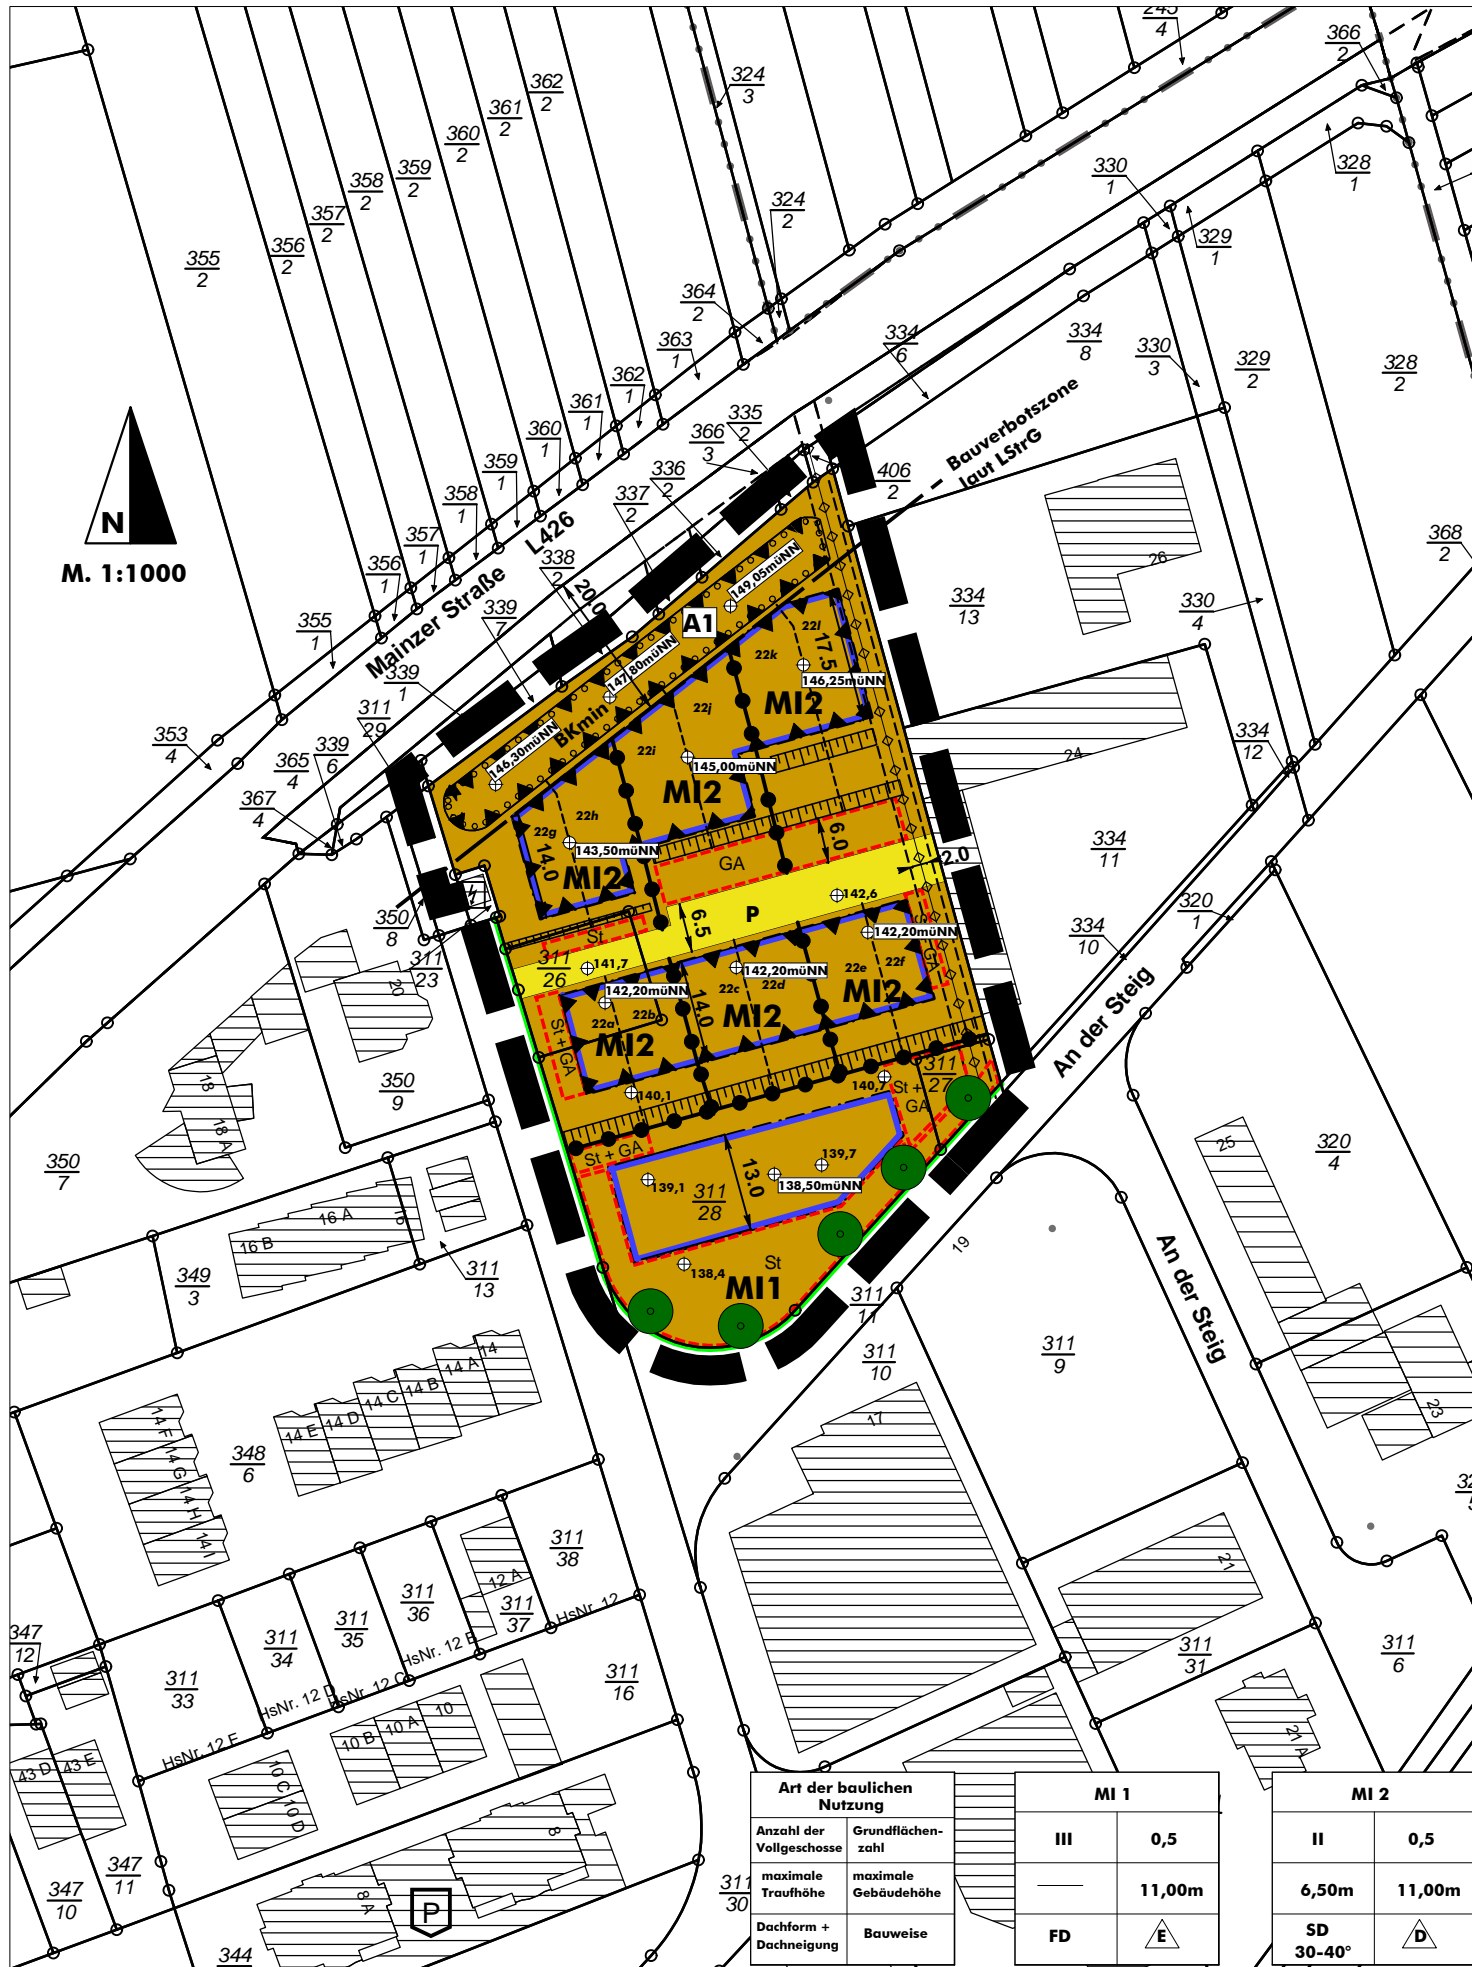 245
4
366
2
324
3
362
2
361
2
360
2
359
2
358
2
357
2
356
2
355
2
328
1
330
1
329
1
324
2
364
2
363
1
334
6
334
8
330
3
329
2
328
2
362
1
361
1
360
1
359
1
358
1
357
1
356
1
355
1
335
2
366
3
336
2
337
2
338
2
339
7
339
1
311
29
353
4
365
4
339
6
367
4
406
2
368
2
Bauverbotszone
laut LStrG
N
M. 1:1000
L426
Mainzer Straße
20.0
A1
149,05müNN
147,80müNN
146,30müNN
BKmin
22l
22k
17.5
146,25müNN
MI2
22j
22i
145,00müNN
MI2
22h
22g
14.0
143,50müNN
MI2
334
13
26
330
4
24
334
12
334
11
334
10
320
1
6.0
GA
2.0
P
142,6
6.5
St
141,7
311
26
142,20müNN
142,20müNN
142,20müNN
22a
22b
22c
22d
22e
22f
14.0
GA
MI2
MI2
MI2
St + GA
140,1
140,7
311
27
St +
GA
St + GA
13.0
139,7
139,1
138,50müNN
311
28
138,4
St
MI1
350
8
311
23
20
350
9
18
18 A
350
7
16 A
16
16 B
349
3
311
13
An der Steig
An der Steig
25
320
4
19
311
11
311
10
311
9
23
17
14
14 A
14 B
14 C
14 D
14 E
14 F
14 G
14 H
14 I
348
6
311
38
12 A
311
37
311
36
311
35
311
34
311
33
HsNr. 12
HsNr. 12 B
HsNr. 12 C
HsNr. 12 D
HsNr. 12 E
347
12
311
16
10
10 A
10 B
10 C
10 D
43 D
43 E
347
11
347
10
8
8 A
P
344
21
311
31
311
6
21 A
311
30
Art der baulichen
Nutzung
Anzahl der
Vollgeschosse
Grundflächen-
zahl
maximale
Traufhöhe
maximale
Gebäudehöhe
Dachform +
Dachneigung
Bauweise
MI 1
III
0,5
11,00m
FD
E
MI 2
II
0,5
6,50m
11,00m
SD
30-40°
D